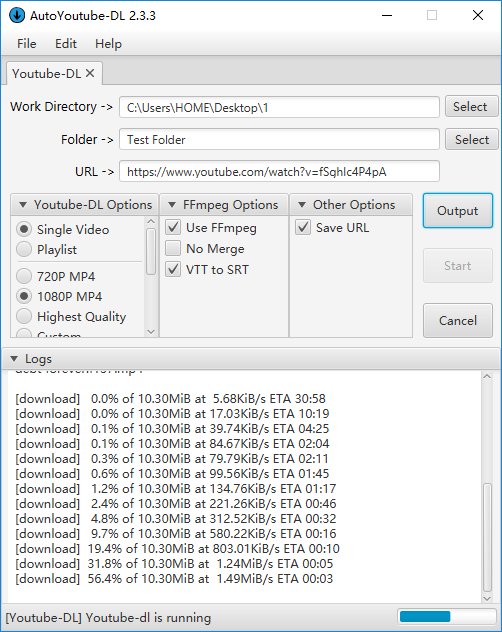 AutoYoutube-DL 2.3.3
File Edit Help
Youtube-DL
Work Directory -> C:\Users\HOME\Desktop\1 Select
Folder -> Test Folder Select
URL -> https://www.youtube.com/watch?v=fSqhlc4P4pA
Youtube-DL Options FFmpeg Options Other Options
Single Video Use FFmpeg Save URL Output
Playlist No Merge
720P MP4 VTT to SRT Start
1080P MP4
Highest Quality Cancel
Custom
Logs
[download] 0.0% of 10.30MiB at 5.68KiB/s ETA 30:58
[download] 0.0% of 10.30MiB at 17.03KiB/s ETA 10:19
[download] 0.1% of 10.30MiB at 39.74KiB/s ETA 04:25
[download] 0.1% of 10.30MiB at 84.67KiB/s ETA 02:04
[download] 0.3% of 10.30MiB at 79.79KiB/s ETA 02:11
[download] 0.6% of 10.30MiB at 99.56KiB/s ETA 01:45
[download] 1.2% of 10.30MiB at 134.76KiB/s ETA 01:17
[download] 2.4% of 10.30MiB at 221.26KiB/s ETA 00:46
[download] 4.8% of 10.30MiB at 312.52KiB/s ETA 00:32
[download] 9.7% of 10.30MiB at 580.22KiB/s ETA 00:16
[download] 19.4% of 10.30MiB at 803.01KiB/s ETA 00:10
[download] 31.8% of 10.30MiB at 1.24MiB/s ETA 00:05
[download] 56.4% of 10.30MiB at 1.49MiB/s ETA 00:03
[Youtube-DL] Youtube-dl is running